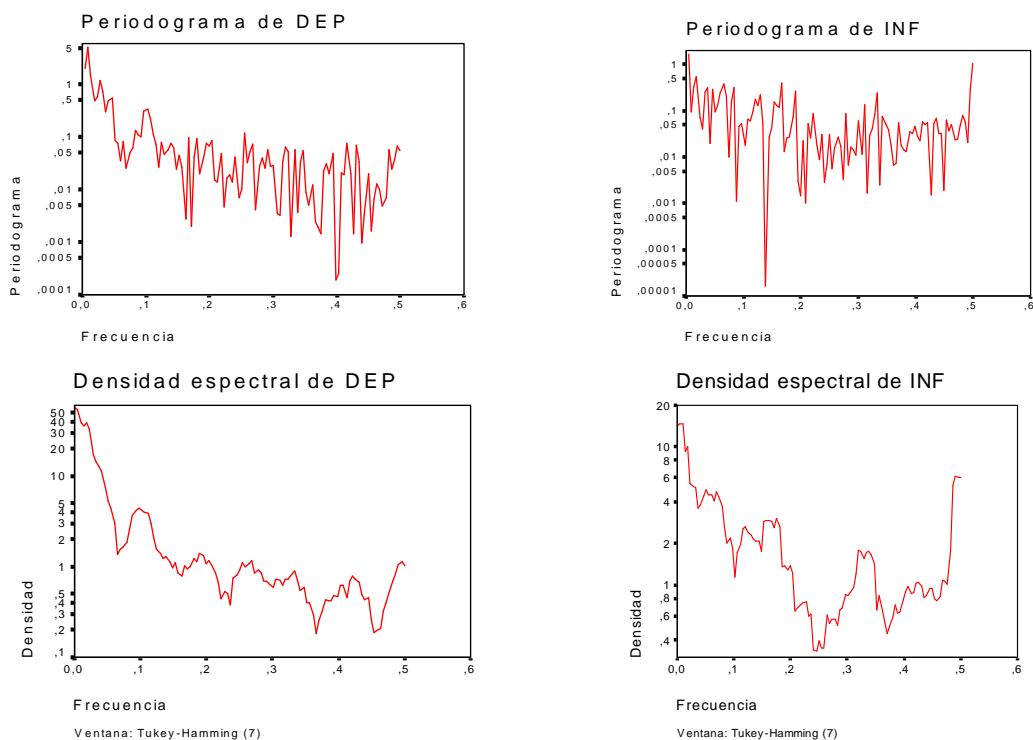 Periodograma de DEP
5
1
,5
,1
,05
,01
,005
,001
,0005
,0001
0,0 ,1 ,2 ,3 ,4 ,5 ,6
Periodograma
Frecuencia
Periodograma de INF
1
,5
,1
,05
,01
,005
,001
,0005
,0001
,00005
,00001
0,0 ,1 ,2 ,3 ,4 ,5 ,6
Periodograma
Frecuencia
Densidad espectral de DEP
50
40
30
20
10
5
4
3
2
1
,5
,4
,3
,2
,1
0,0 ,1 ,2 ,3 ,4 ,5 ,6
Densidad
Frecuencia
Ventana: Tukey-Hamming (7)
Densidad espectral de INF
20
10
8
6
4
2
1
,8
,6
,4
0,0 ,1 ,2 ,3 ,4 ,5 ,6
Densidad
Frecuencia
Ventana: Tukey-Hamming (7)